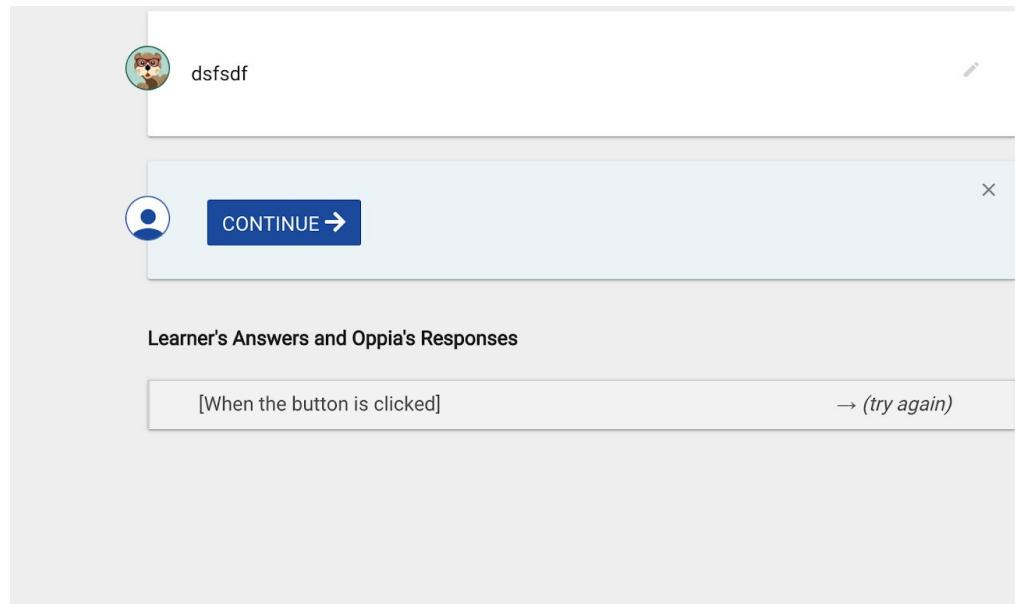 dsfsdf
CONTINUE →
Learner's Answers and Oppia's Responses
[When the button is clicked] → (try again)